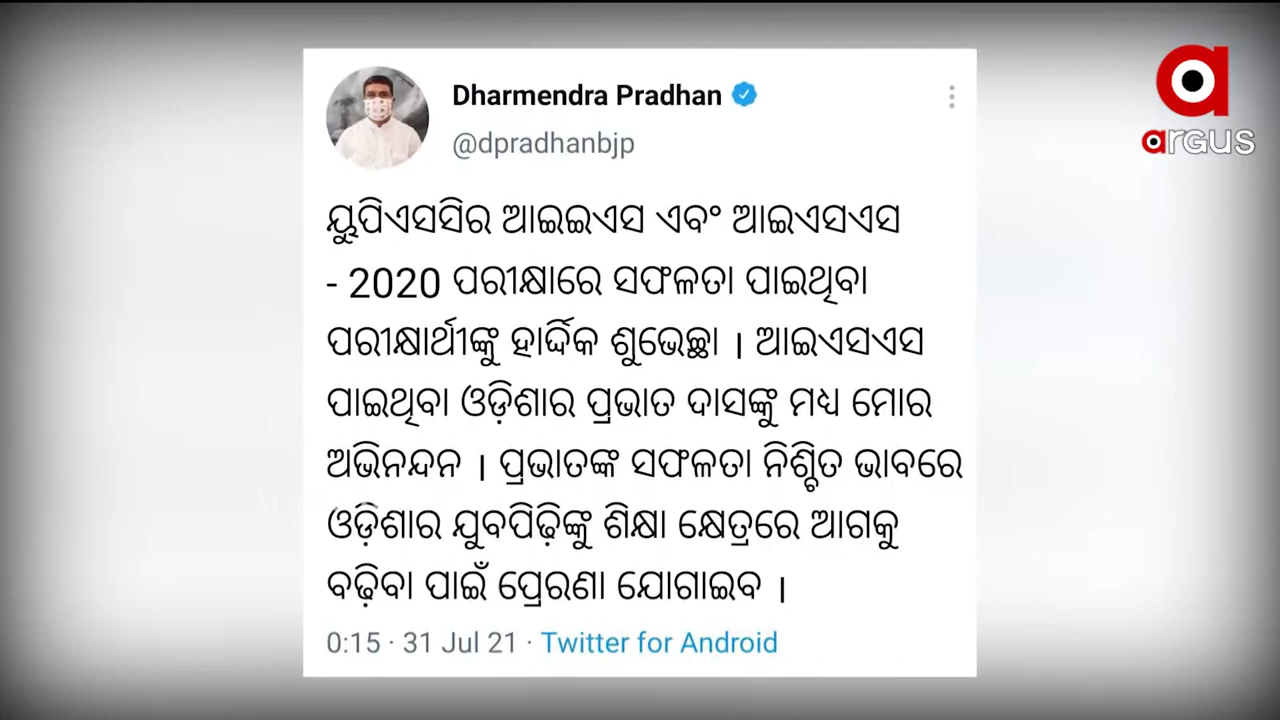 Dharmendra Pradhan
@dpradhanbjp
argus
ୟୁପିଏସସିର ଆଇଇଏସ ଏବଂ ଆଇଏସଏସ
- 2020 ପରୀକ୍ଷାରେ ସଫଳତା ପାଇଥିବା
ପରୀକ୍ଷାର୍ଥୀଙ୍କୁ ହାର୍ଦ୍ଦିକ ଶୁଭେଚ୍ଛା । ଆଇଏସଏସ
ପାଇଥିବା ଓଡ଼ିଶାର ପ୍ରଭାତ ଦାସଙ୍କୁ ମଧ୍ୟ ମୋର
ଅଭିନନ୍ଦନ । ପ୍ରଭାତଙ୍କ ସଫଳତା ନିଶ୍ଚିତ ଭାବରେ
ଓଡ଼ିଶାର ଯୁବପିଢ଼ିଙ୍କୁ ଶିକ୍ଷା କ୍ଷେତ୍ରରେ ଆଗକୁ
ବଢ଼ିବା ପାଇଁ ପ୍ରେରଣା ଯୋଗାଇବ ।
0:15 · 31 Jul 21 · Twitter for Android